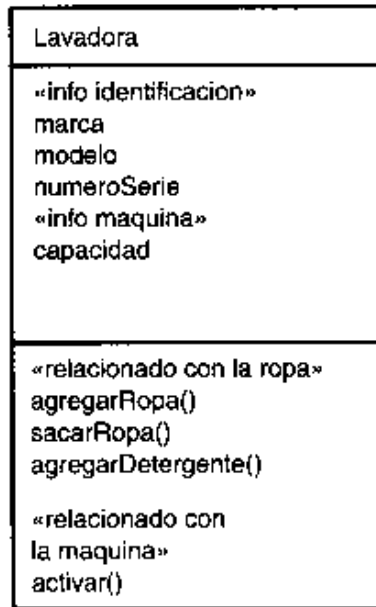 Lavadora
«info identificacion»
marca
modelo
numeroSerie
«info maquina»
capacidad
«relacionado con la ropa»
agregarRopa()
sacarRopa()
agregarDetergente()
«relacionado con
la maquina»
activar()